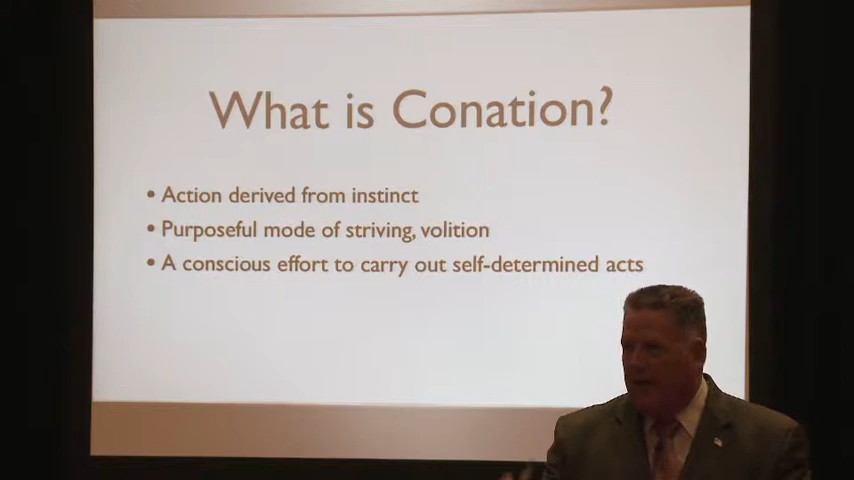 What is Conation?
• Action derived from instinct
• Purposeful mode of striving, volition
• A conscious effort to carry out self-determined acts